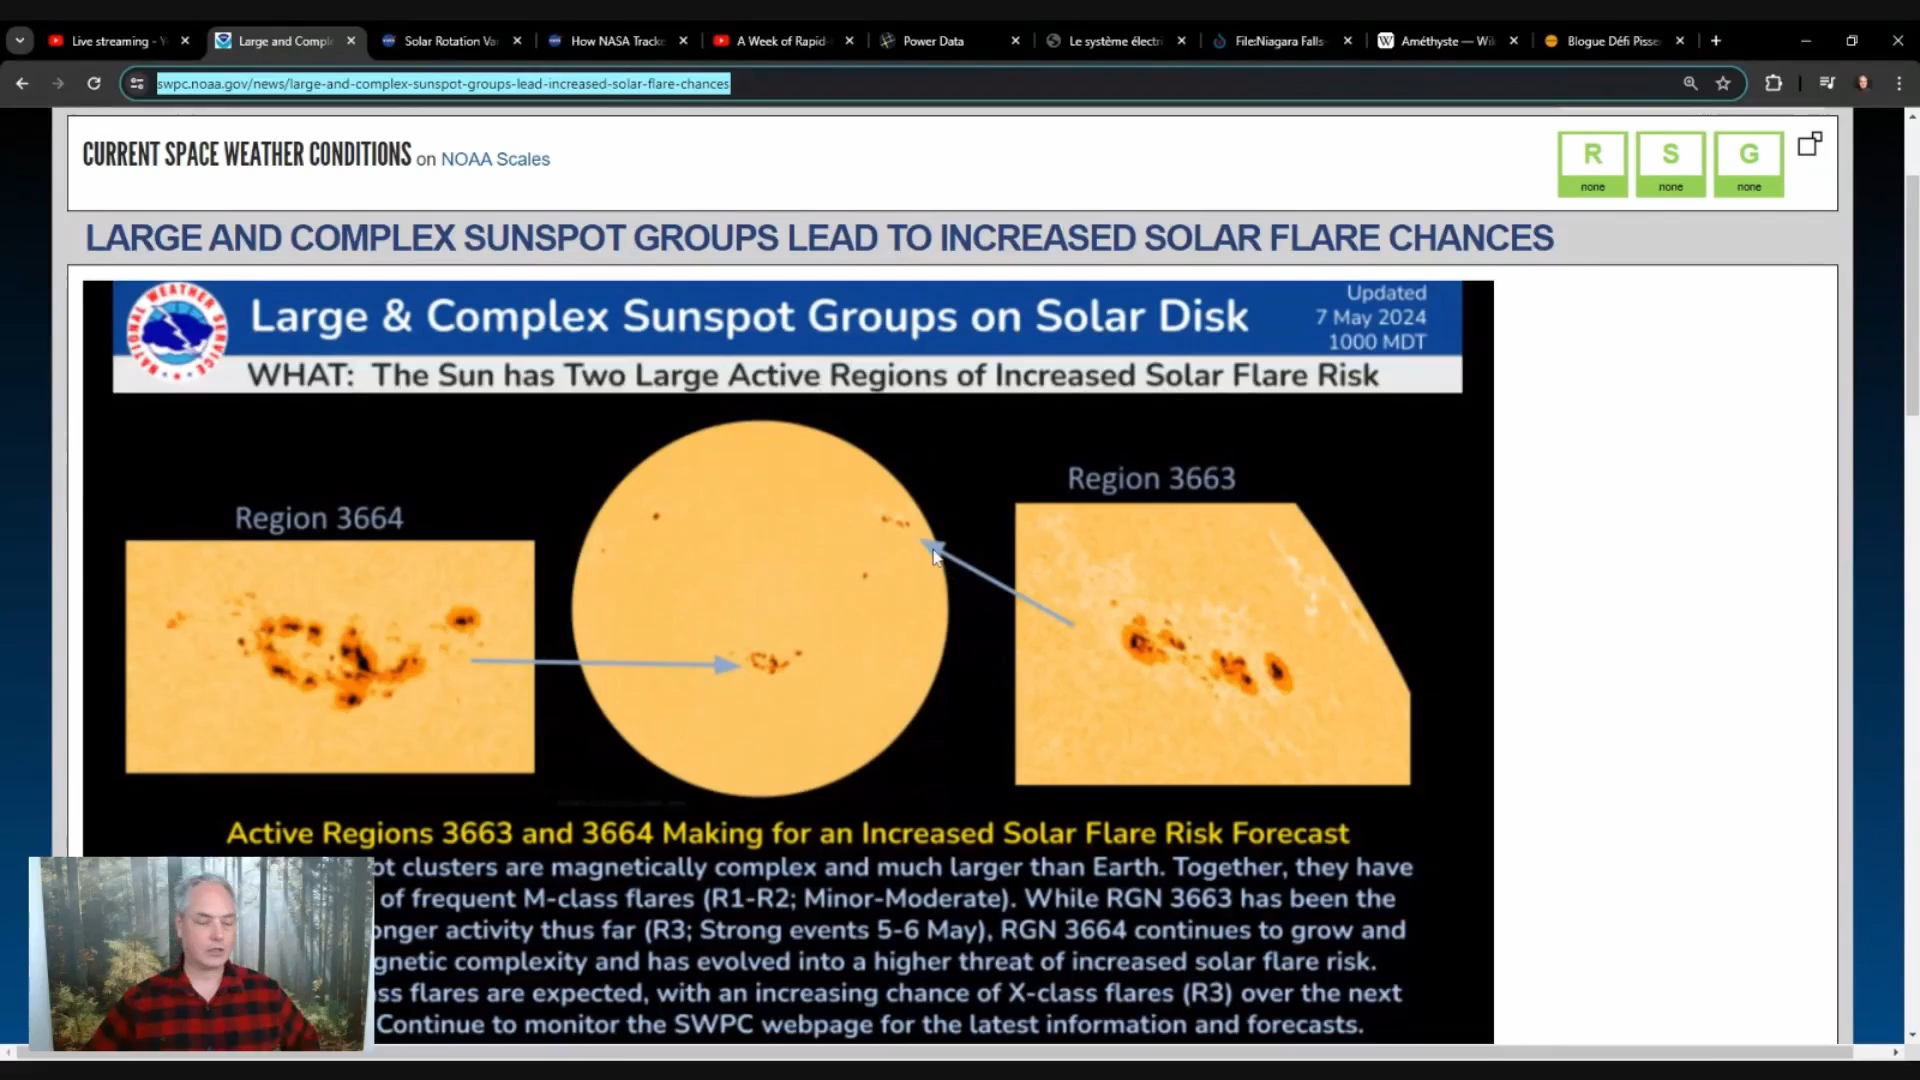 Live streaming - Y
Large and Comple
Solar Rotation Va
How NASA Tracke
A Week of Rapid-
Power Data
Le système électri
File:Niagara Falls-
W Améthyste — Wik
Blogue Défi Pisse
swpc.noaa.gov/news/large-and-complex-sunspot-groups-lead-increased-solar-flare-chances
CURRENT SPACE WEATHER CONDITIONS on NOAA Scales
R S G
none none none
LARGE AND COMPLEX SUNSPOT GROUPS LEAD TO INCREASED SOLAR FLARE CHANCES
NATIONAL WEATHER SERVICE
Large & Complex Sunspot Groups on Solar Disk
Updated
7 May 2024
1000 MDT
WHAT: The Sun has Two Large Active Regions of Increased Solar Flare Risk
Region 3664
Region 3663
Active Regions 3663 and 3664 Making for an Increased Solar Flare Risk Forecast
ot clusters are magnetically complex and much larger than Earth. Together, they have
of frequent M-class flares (R1-R2; Minor-Moderate). While RGN 3663 has been the
onger activity thus far (R3; Strong events 5-6 May), RGN 3664 continues to grow and
gnetic complexity and has evolved into a higher threat of increased solar flare risk.
ss flares are expected, with an increasing chance of X-class flares (R3) over the next
Continue to monitor the SWPC webpage for the latest information and forecasts.